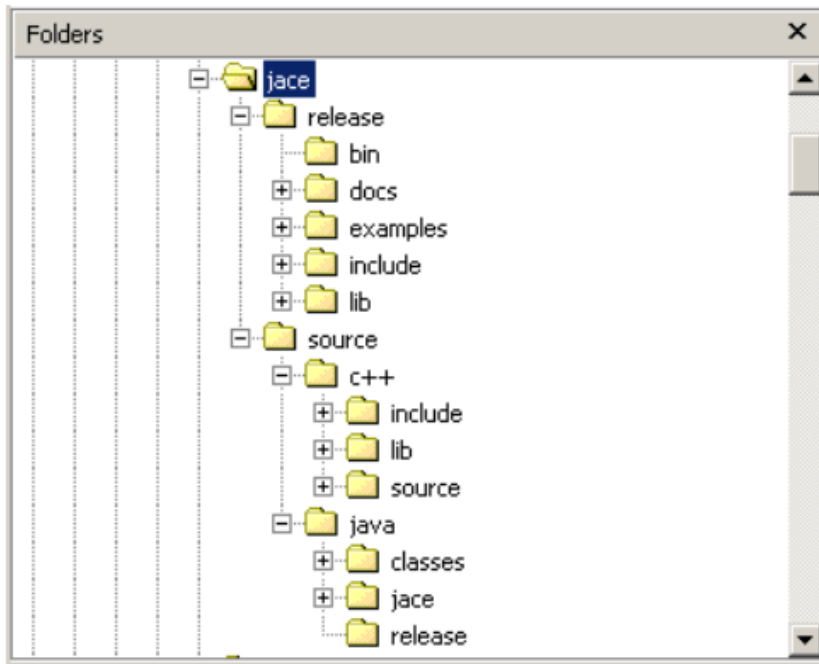 Folders
jace
release
bin
docs
examples
include
lib
source
c++
include
lib
source
java
classes
jace
release